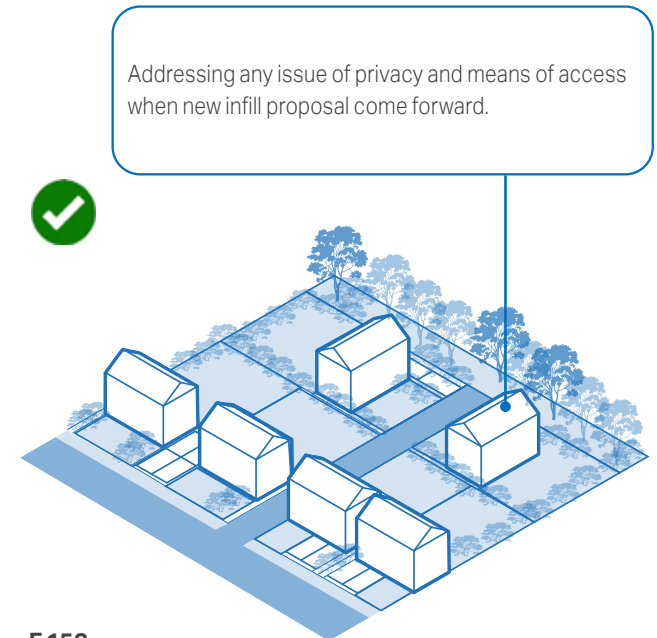 Addressing any issue of privacy and means of access
when new infill proposal come forward.